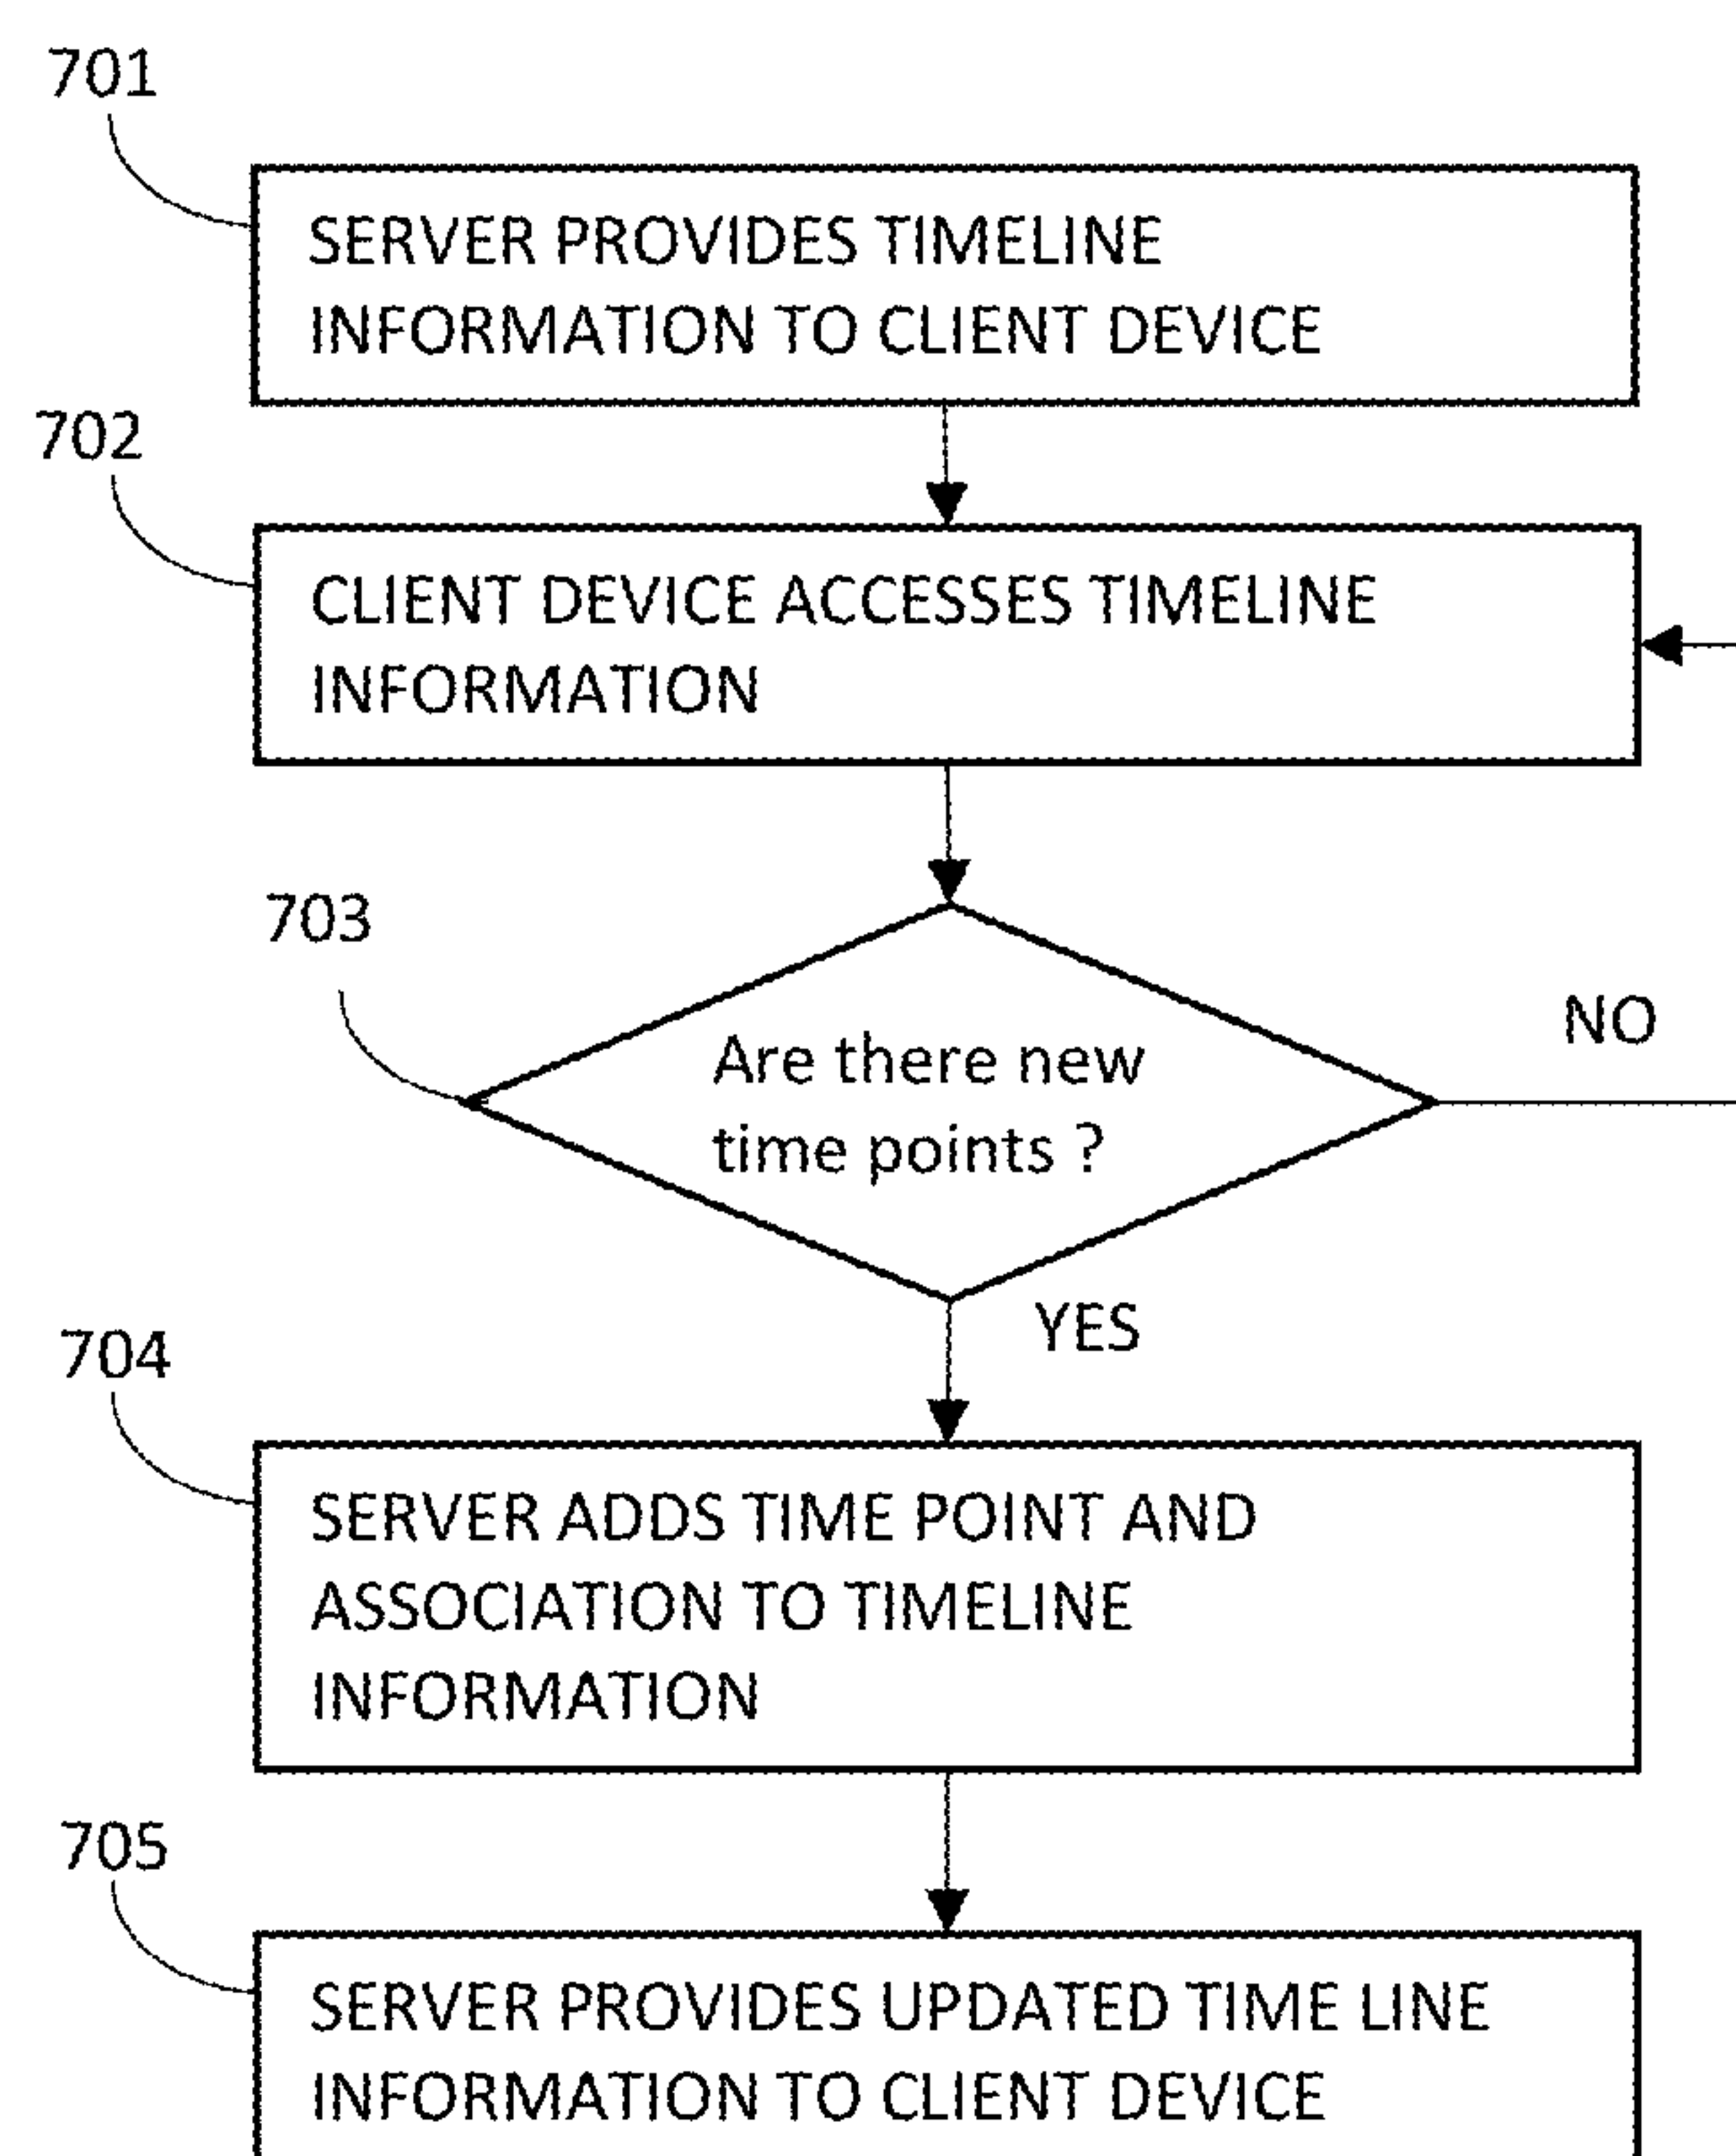 701
SERVER PROVIDES TIMELINE
INFORMATION TO CLIENT DEVICE
702
CLIENT DEVICE ACCESSES TIMELINE
INFORMATION
703
NO
Are there new
time points ?
YES
704
SERVER ADDS TIME POINT AND
ASSOCIATION TO TIMELINE
INFORMATION
705
SERVER PROVIDES UPDATED TIME LINE
INFORMATION TO CLIENT DEVICE